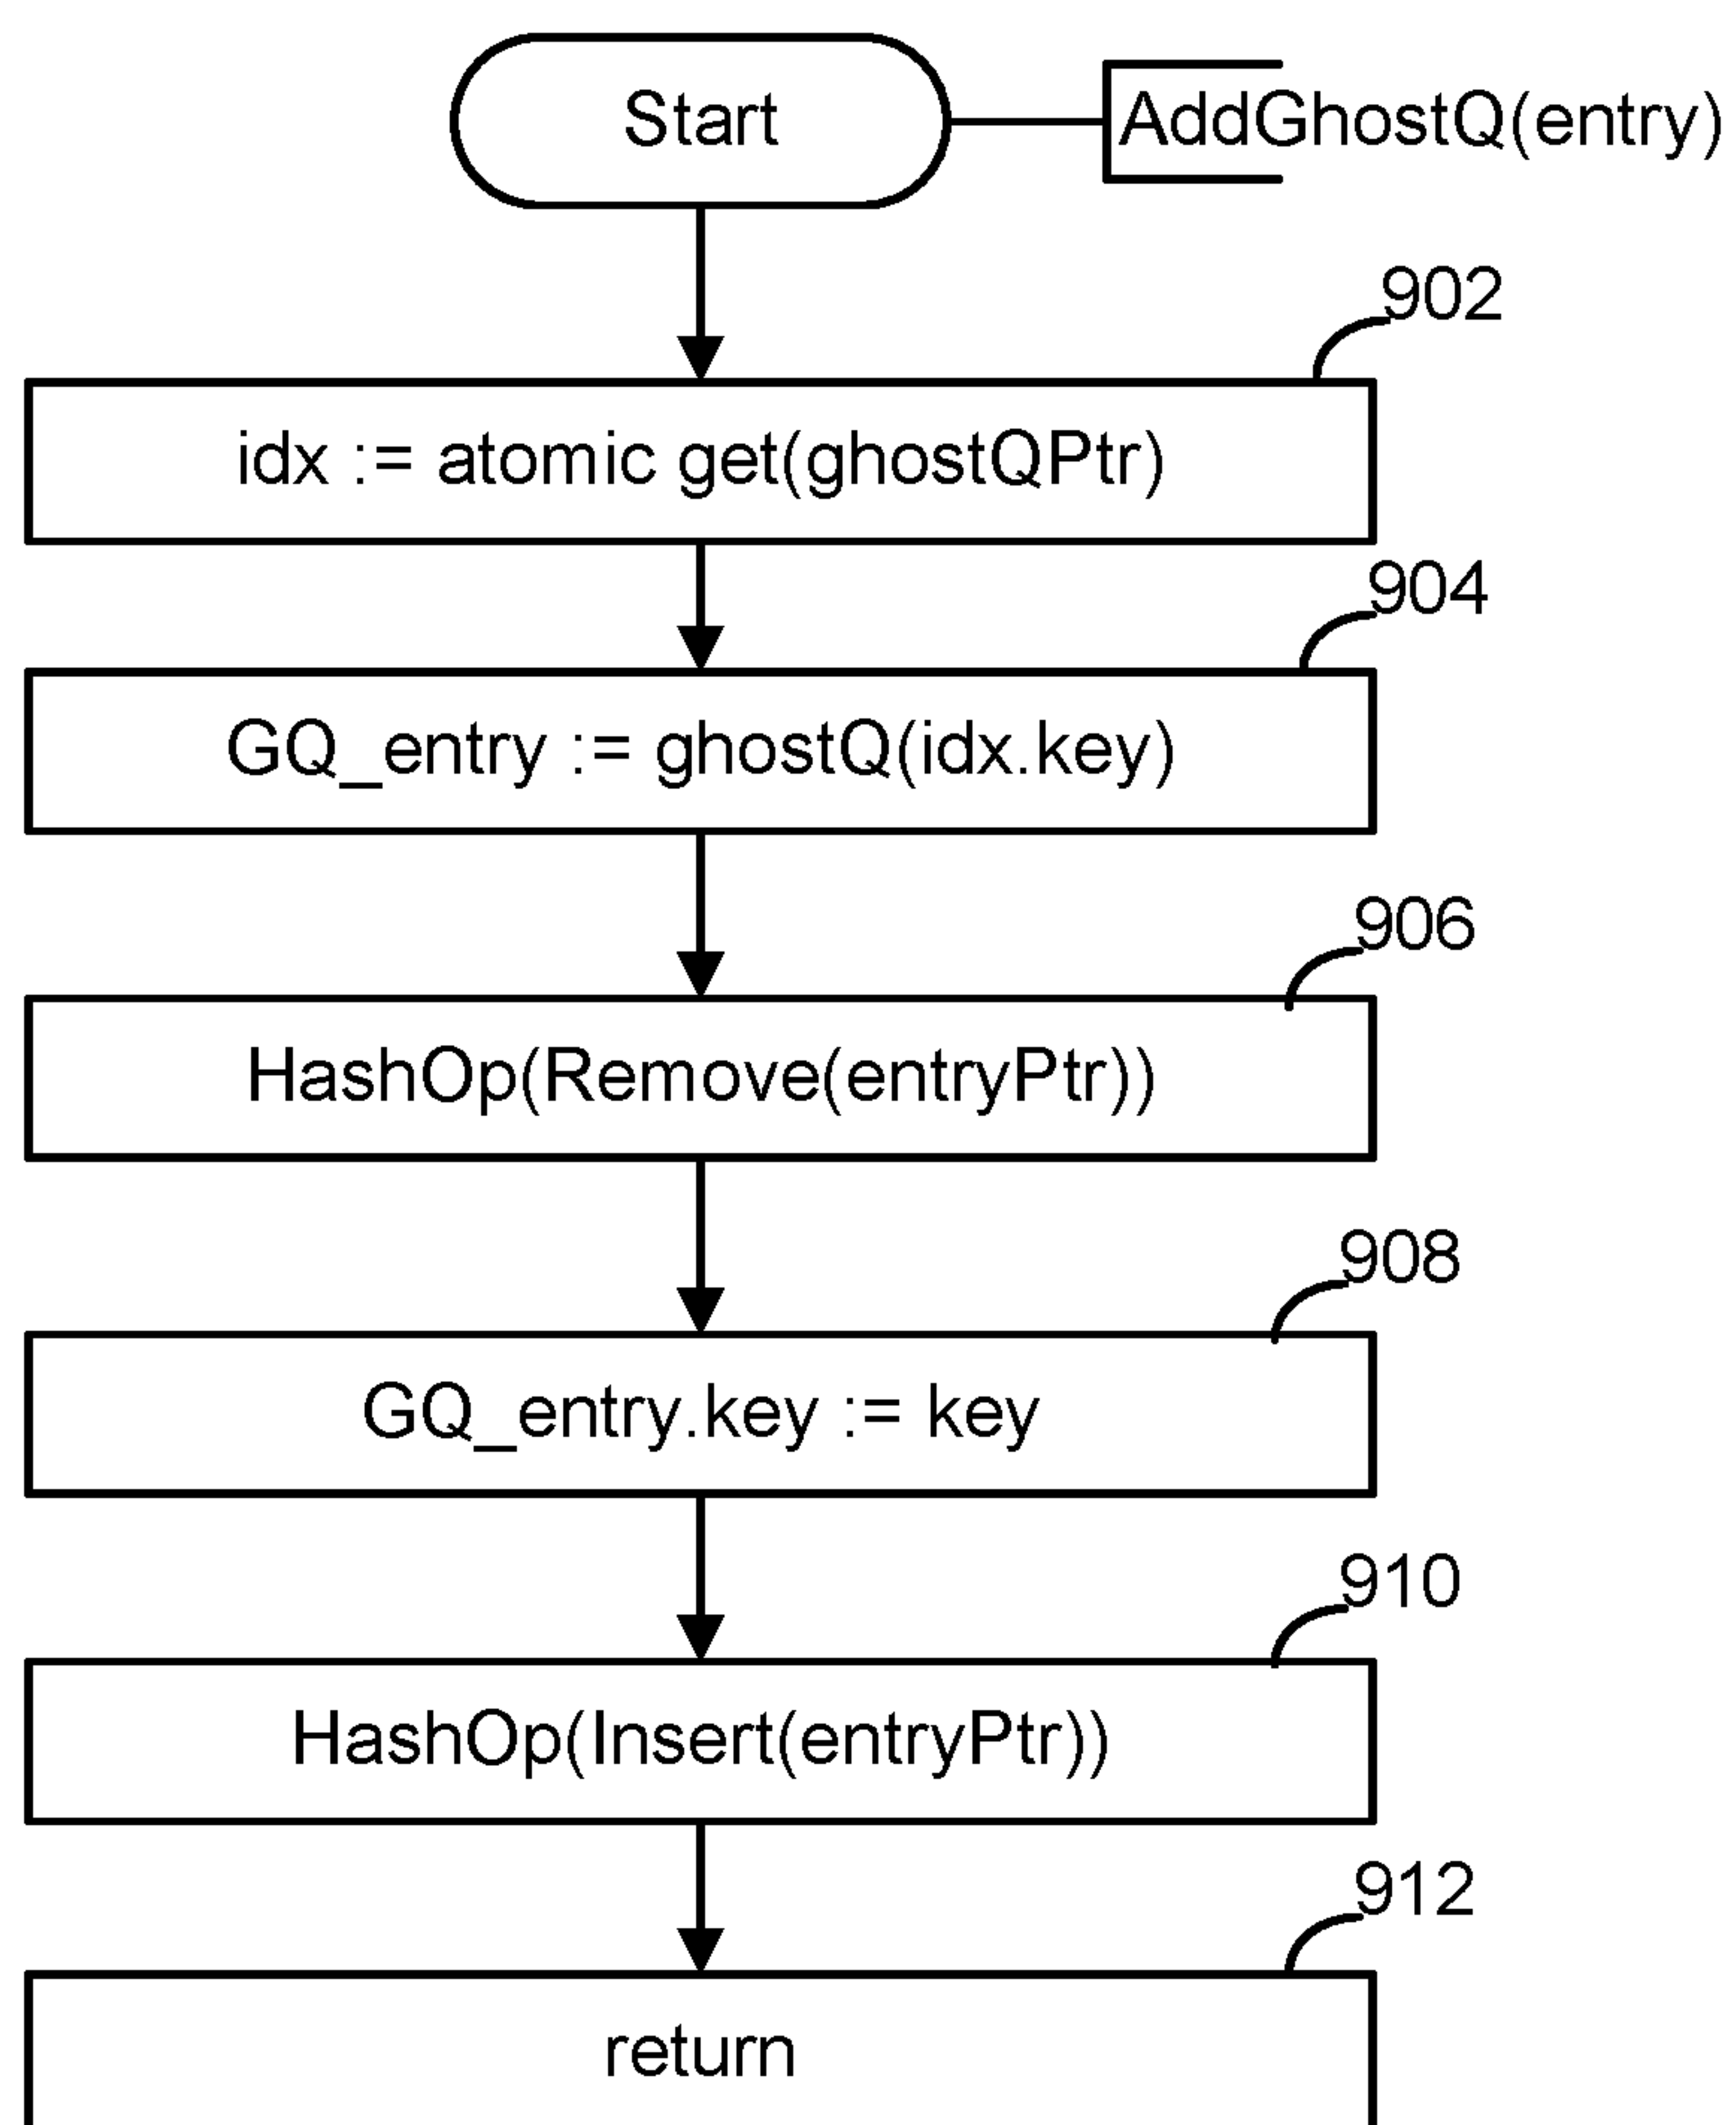 Start
AddGhostQ(entry)
902
idx := atomic get(ghostQPtr)
904
GQ_entry := ghostQ(idx.key)
906
HashOp(Remove(entryPtr))
908
GQ_entry.key := key
910
HashOp(Insert(entryPtr))
912
return